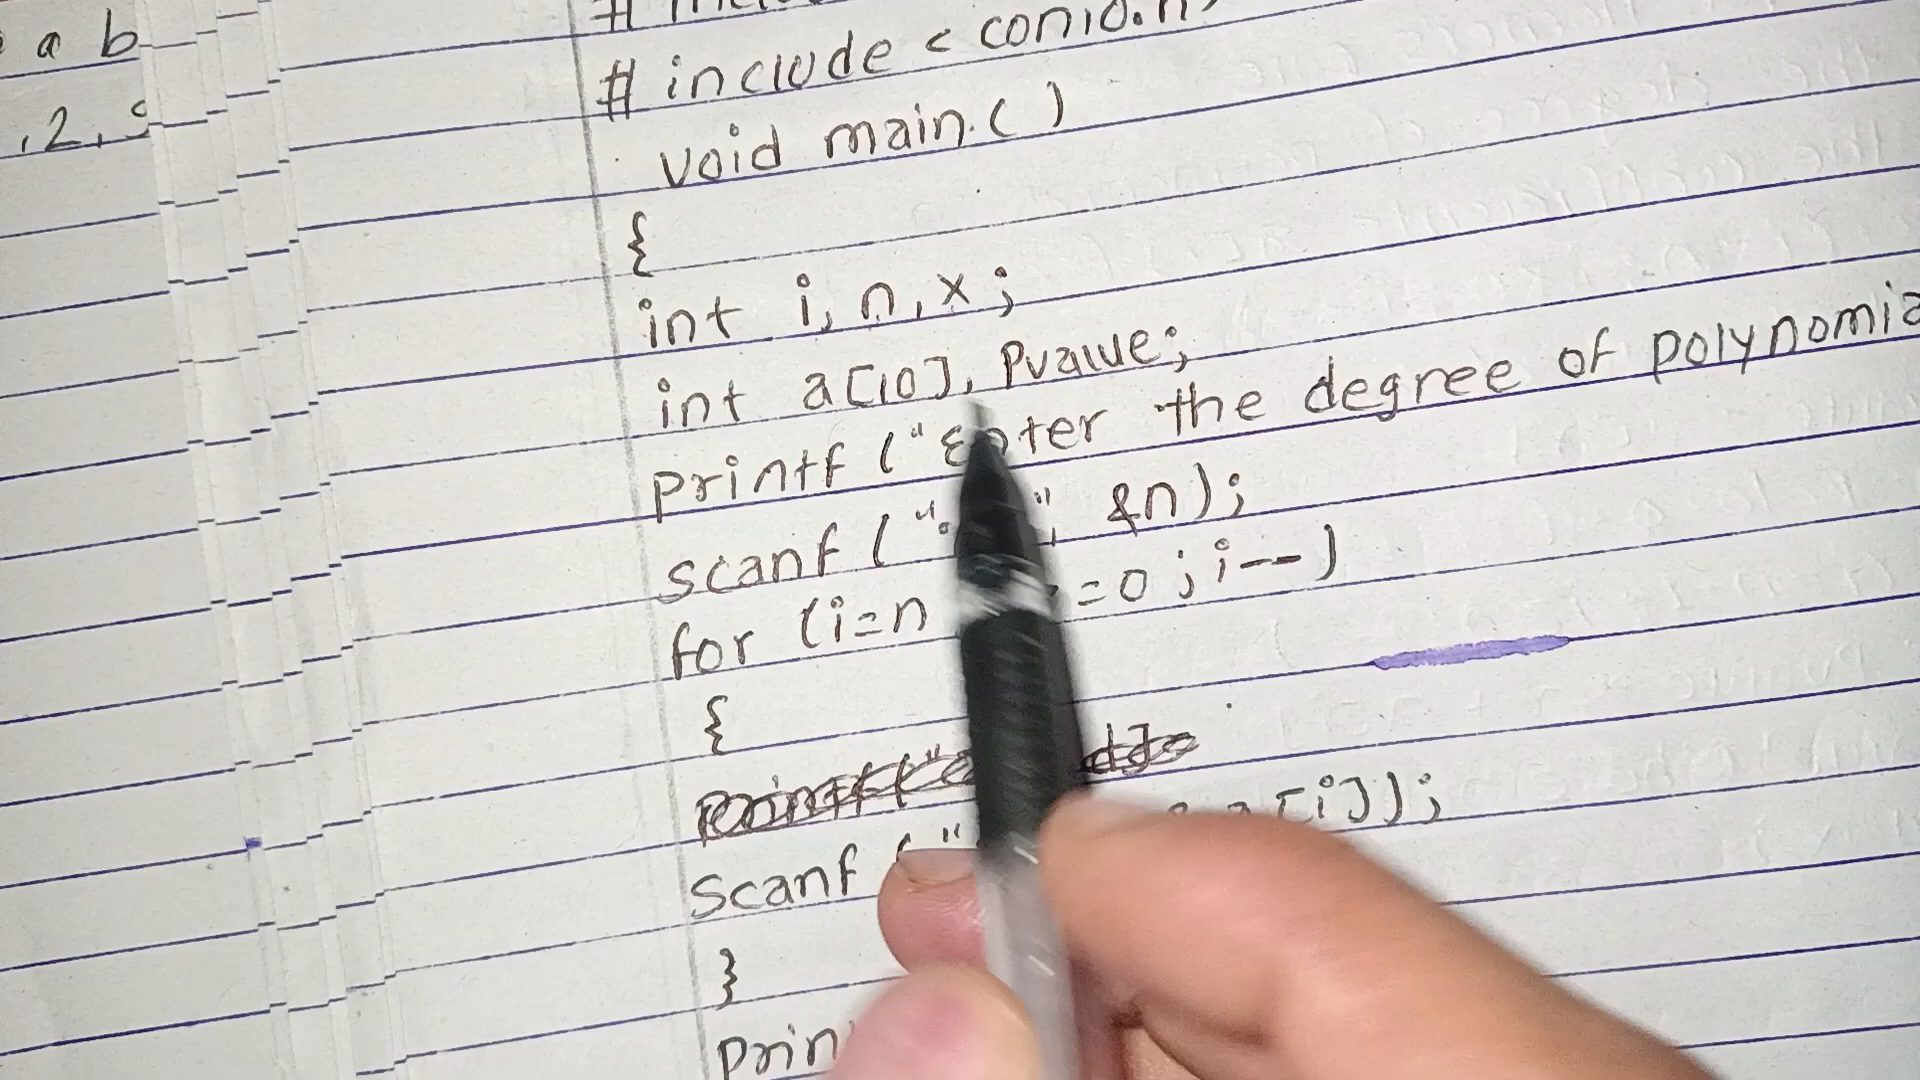 a b
,2,
# include < conio.h
void main ( )
{
int i, n, x ;
int a[10], Pvalue;
printf ("Enter the degree of polynomia
scanf (" ", &n);
for (i=n =0 ; i--)
{
Scanf (" a[i]);
}
Prin